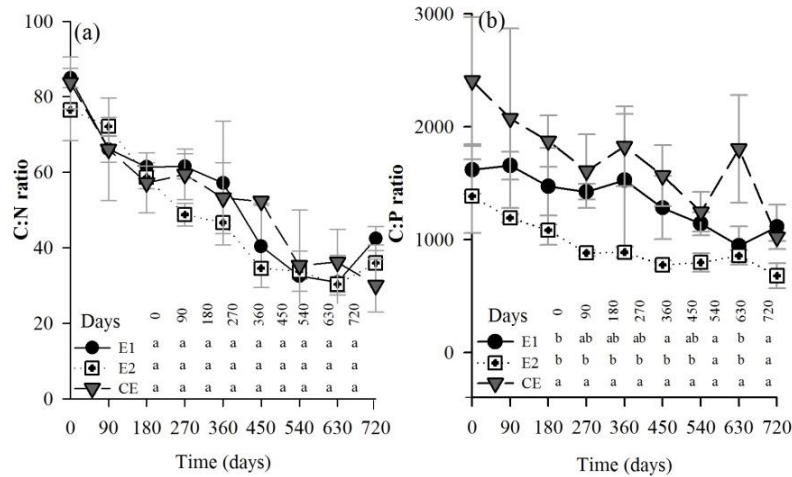 (a)
100
80
60
40
20
0
C:N ratio
Days 0 90 180 270 360 450 540 630 720
E1 a a a a a a a a a
E2 a a a a a a a a a
CE a a a a a a a a a
0 90 180 270 360 450 540 630 720
Time (days)
(b)
3000
2000
1000
0
C:P ratio
Days 0 90 180 270 360 450 540 630 720
E1 b ab ab ab a ab a b a
E2 b b b b b b a b a
CE a a a a a a a a a
0 90 180 270 360 450 540 630 720
Time (days)